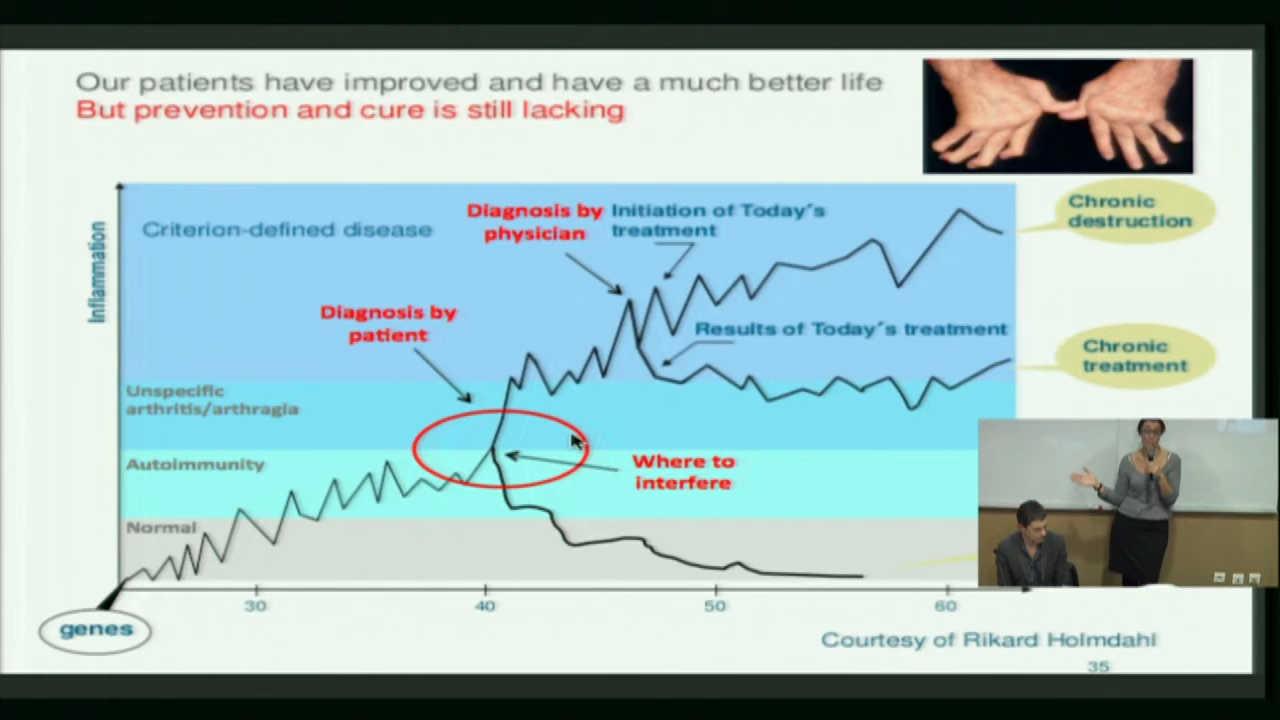 Our patients have improved and have a much better life
But prevention and cure is still lacking
Inflammation
Criterion-defined disease
Diagnosis by
physician
Initiation of Today´s
treatment
Chronic
destruction
Diagnosis by
patient
Results of Today´s treatment
Chronic
treatment
Unspecific
arthritis/arthragia
Autoimmunity
Where to
interfere
Normal
30
40
50
60
genes
Courtesy of Rikard Holmdahl
35